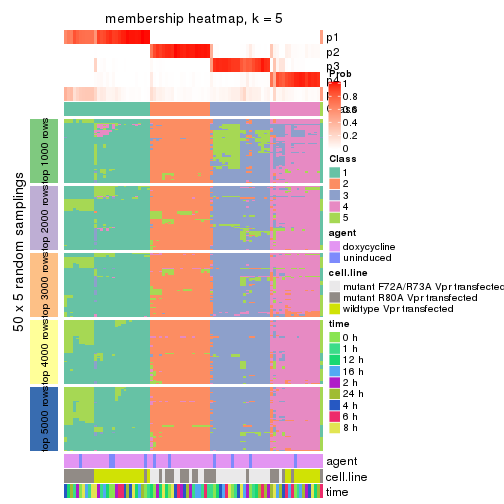 membership heatmap, k = 5
p1
p2
p3
p4
Prob
1
0.8
0.6
0.4
0.2
0
Class
1
2
3
4
5
agent
doxycycline
uninduced
cell.line
mutant F72A/R73A Vpr transfected
mutant R80A Vpr transfected
wildtype Vpr transfected
time
0 h
1 h
12 h
16 h
2 h
24 h
4 h
6 h
8 h
50 x 5 random samplings
top 1000 rows
top 2000 rows
top 3000 rows
top 4000 rows
top 5000 rows
agent
cell.line
time